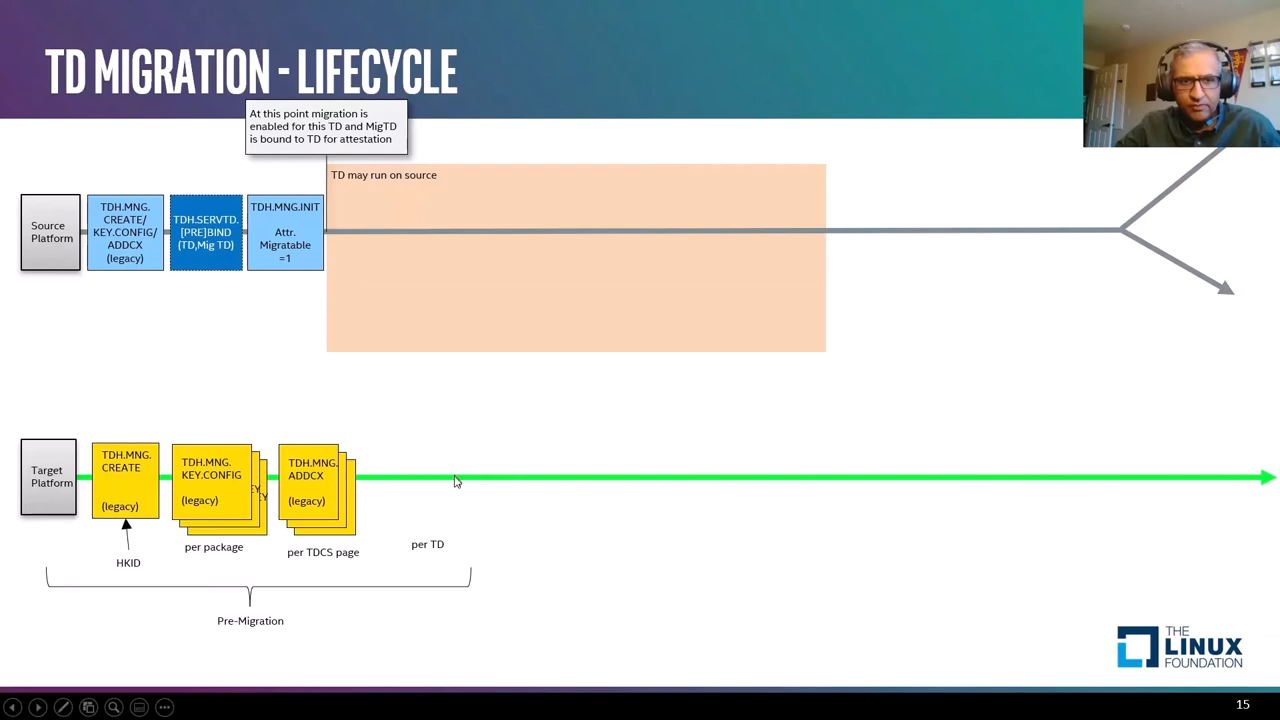 TD MIGRATION - LIFECYCLE
At this point migration is
enabled for this TD and MigTD
is bound to TD for attestation
TD may run on source
Source
Platform
TDH.MNG.
CREATE/
KEY.CONFIG/
ADDCX
(legacy)
TDH.SERVTD.
[PRE]BIND
(TD,Mig TD)
TDH.MNG.INIT
Attr.
Migratable
=1
Target
Platform
TDH.MNG.
CREATE
(legacy)
TDH.MNG.
KEY.CONFIG
(legacy)
EY
EY
TDH.MNG.
ADDCX
(legacy)
per package
per TDCS page
per TD
HKID
Pre-Migration
THE
LINUX
FOUNDATION
15